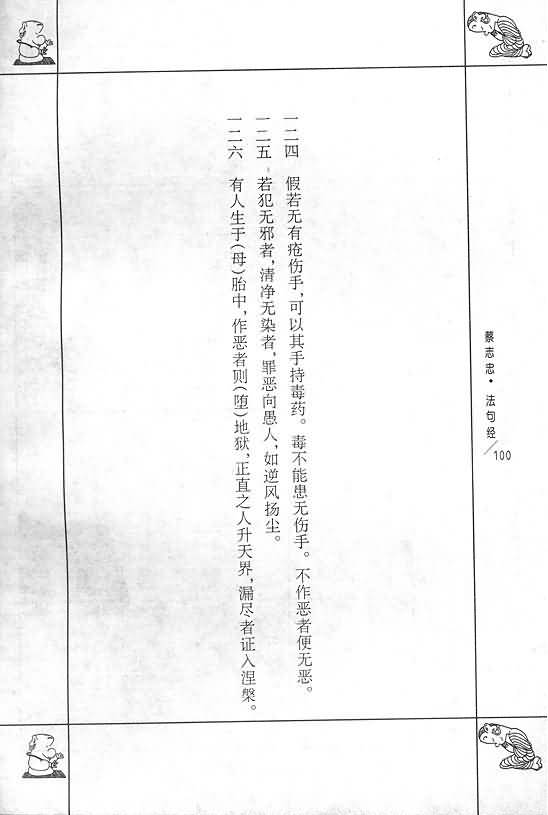 一二四 假若无有疮伤手，可以其手持毒药。毒不能患无伤手。不作恶者便无恶。
一二五 若犯无邪者，清净无染者，罪恶向愚人，如逆风扬尘。
一二六 有人生于(母)胎中，作恶者则(堕)地狱，正直之人升天界，漏尽者证入涅槃。
蔡志忠·法句经
/100